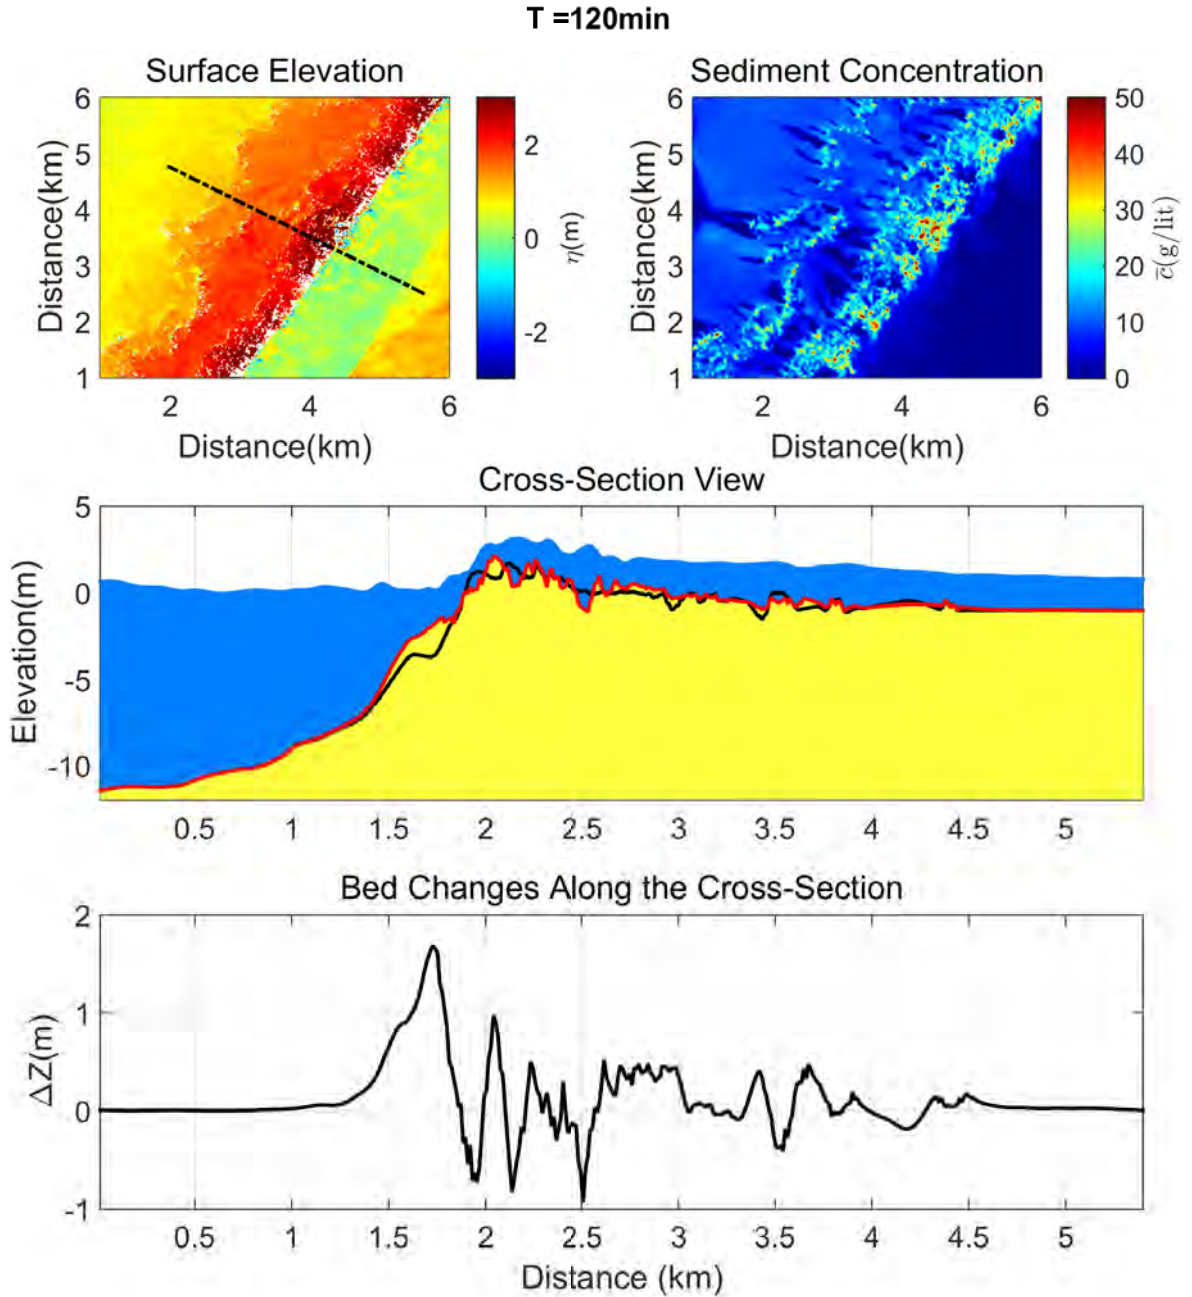 T =120min
Surface Elevation
6
5
4
3
2
1
2
4
6
Distance(km)
Distance(km)
2
0
-2
η(m)
Sediment Concentration
6
5
4
3
2
1
2
4
6
Distance(km)
Distance(km)
50
40
30
20
10
0
c̅(g/lit)
Cross-Section View
5
0
-5
-10
Elevation(m)
0.5 1 1.5 2 2.5 3 3.5 4 4.5 5
Bed Changes Along the Cross-Section
2
1
0
-1
ΔZ(m)
0.5 1 1.5 2 2.5 3 3.5 4 4.5 5
Distance (km)